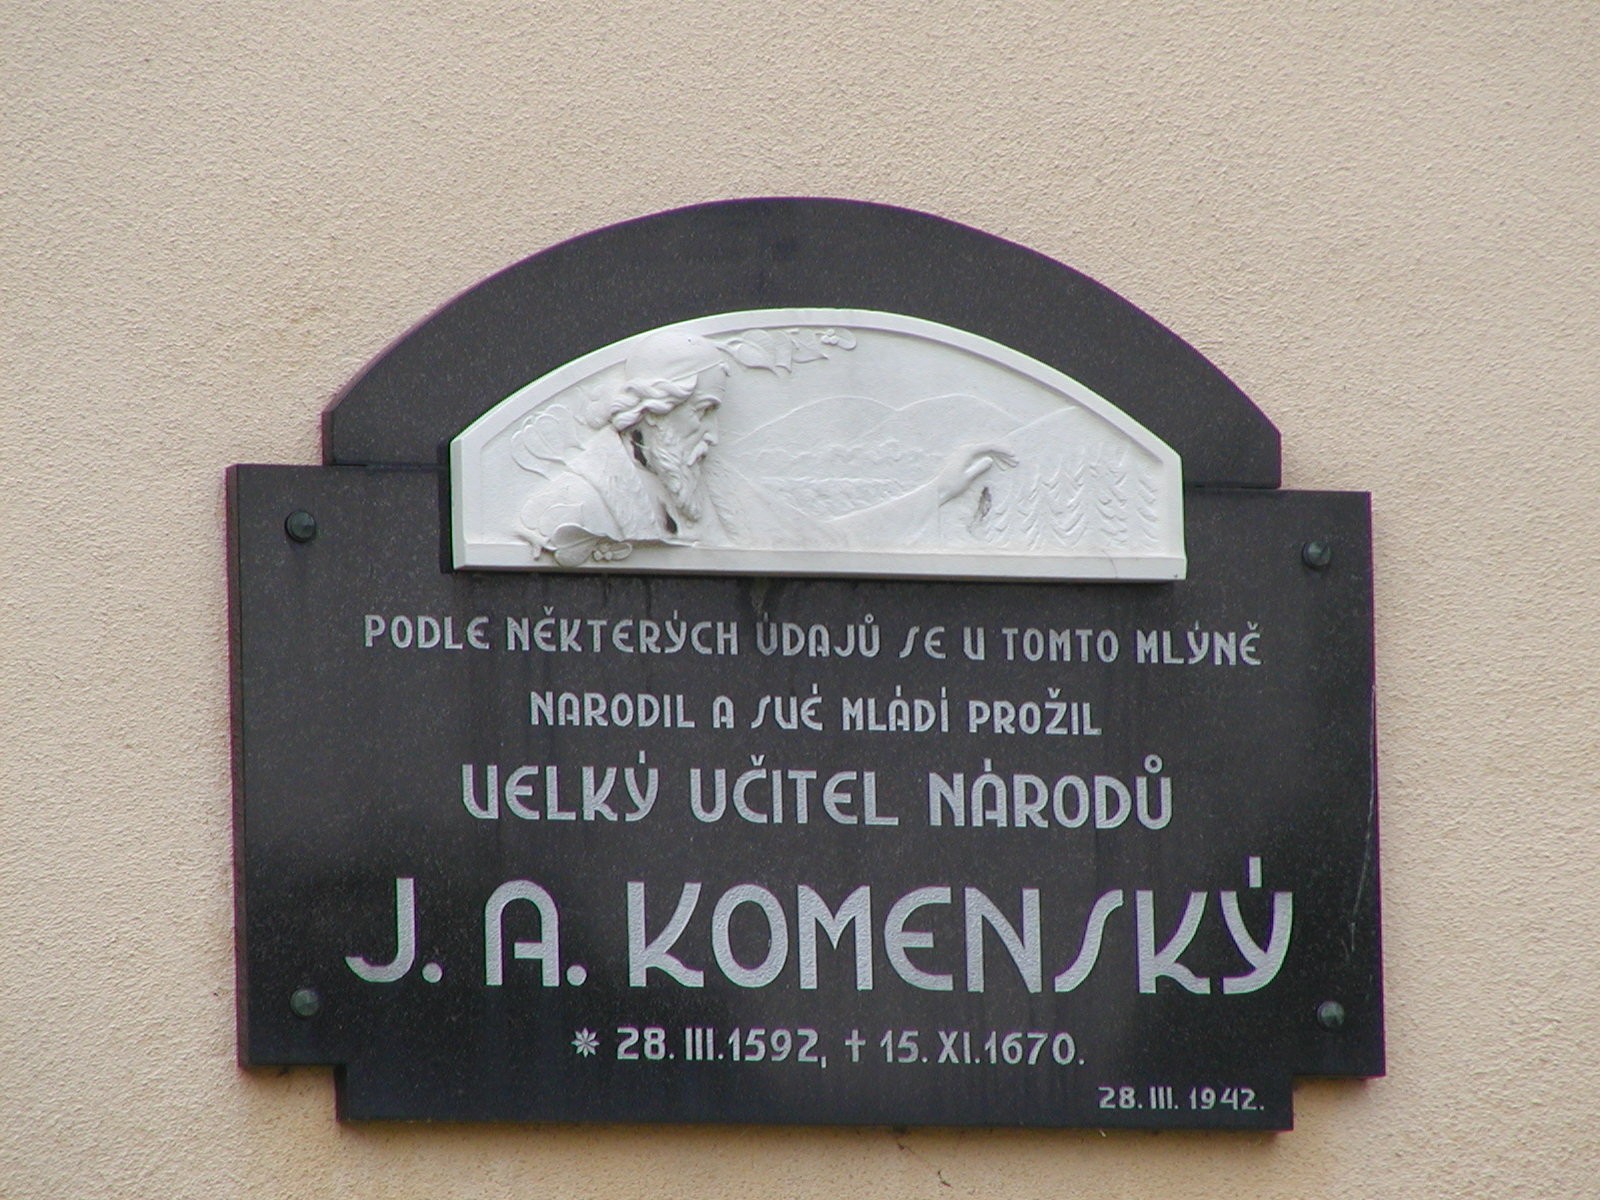 PODLE NĚKTERÝCH ÚDAJŮ SE U TOMTO MLÝNĚ
NARODIL A SVÉ MLÁDÍ PROŽIL
VELKÝ UČITEL NÁRODŮ
J. A. KOMENSKÝ
✻ 28. III. 1592, † 15. XI. 1670.
28. III. 1942.